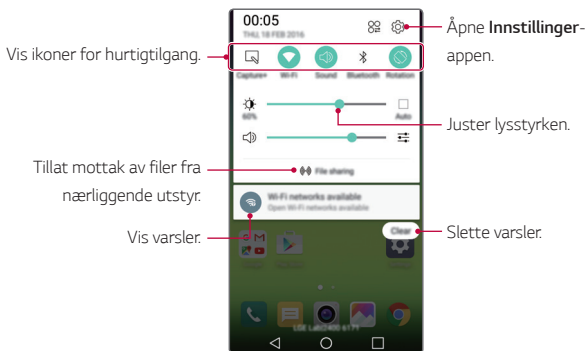 00:05
THU, 18 FEB 2016
Åpne Innstillinger-
appen.
Vis ikoner for hurtigtilgang.
Capture+ Wi-Fi Sound Bluetooth Rotation
60%
Auto
Juster lysstyrken.
Tillat mottak av filer fra
nærliggende utstyr.
File sharing
Wi-Fi networks available
Open Wi-Fi networks available
Vis varsler.
Clear
Slette varsler.